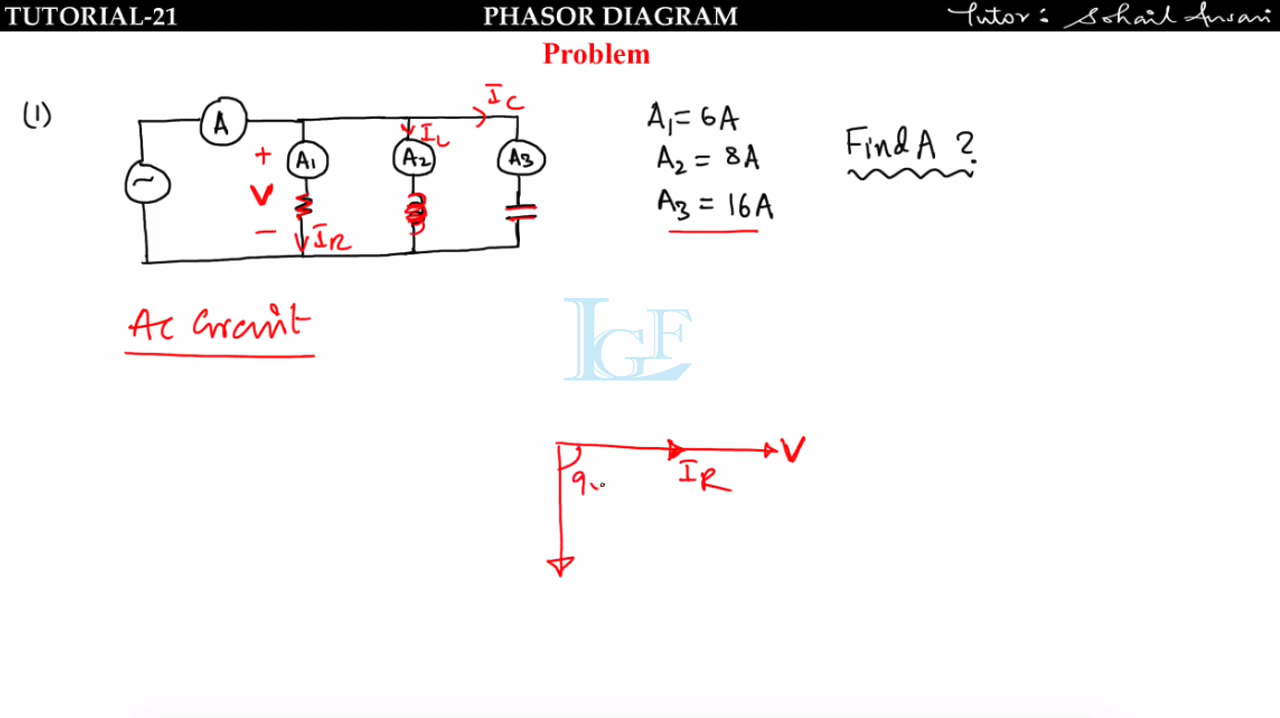 TUTORIAL-21 PHASOR DIAGRAM Tutor: Sohail Ansari
Problem
(1)
A
A1 A2 A3
+
V
−
IR
IL
IC
~
A1 = 6A
A2 = 8A
A3 = 16A
Find A ?
AC Circuit
LGF
V
IR